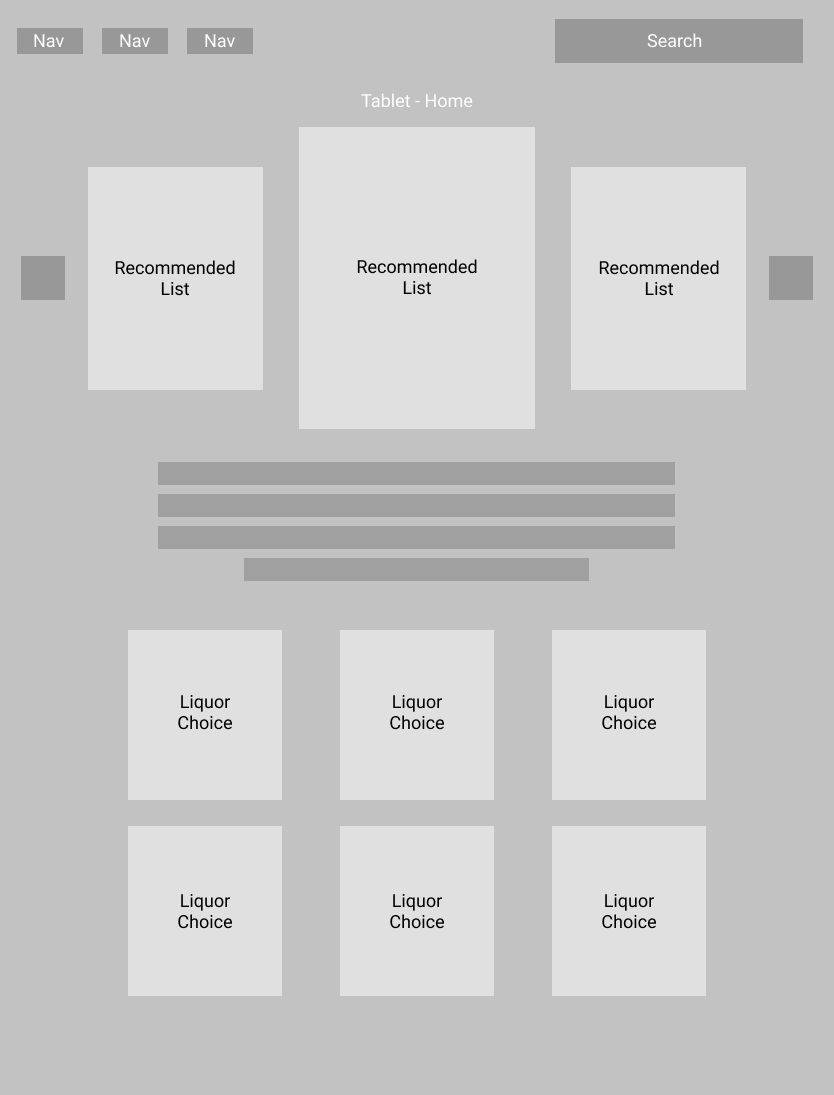 Nav Nav Nav Search
Tablet - Home
Recommended
List
Recommended
List
Recommended
List
Liquor
Choice
Liquor
Choice
Liquor
Choice
Liquor
Choice
Liquor
Choice
Liquor
Choice